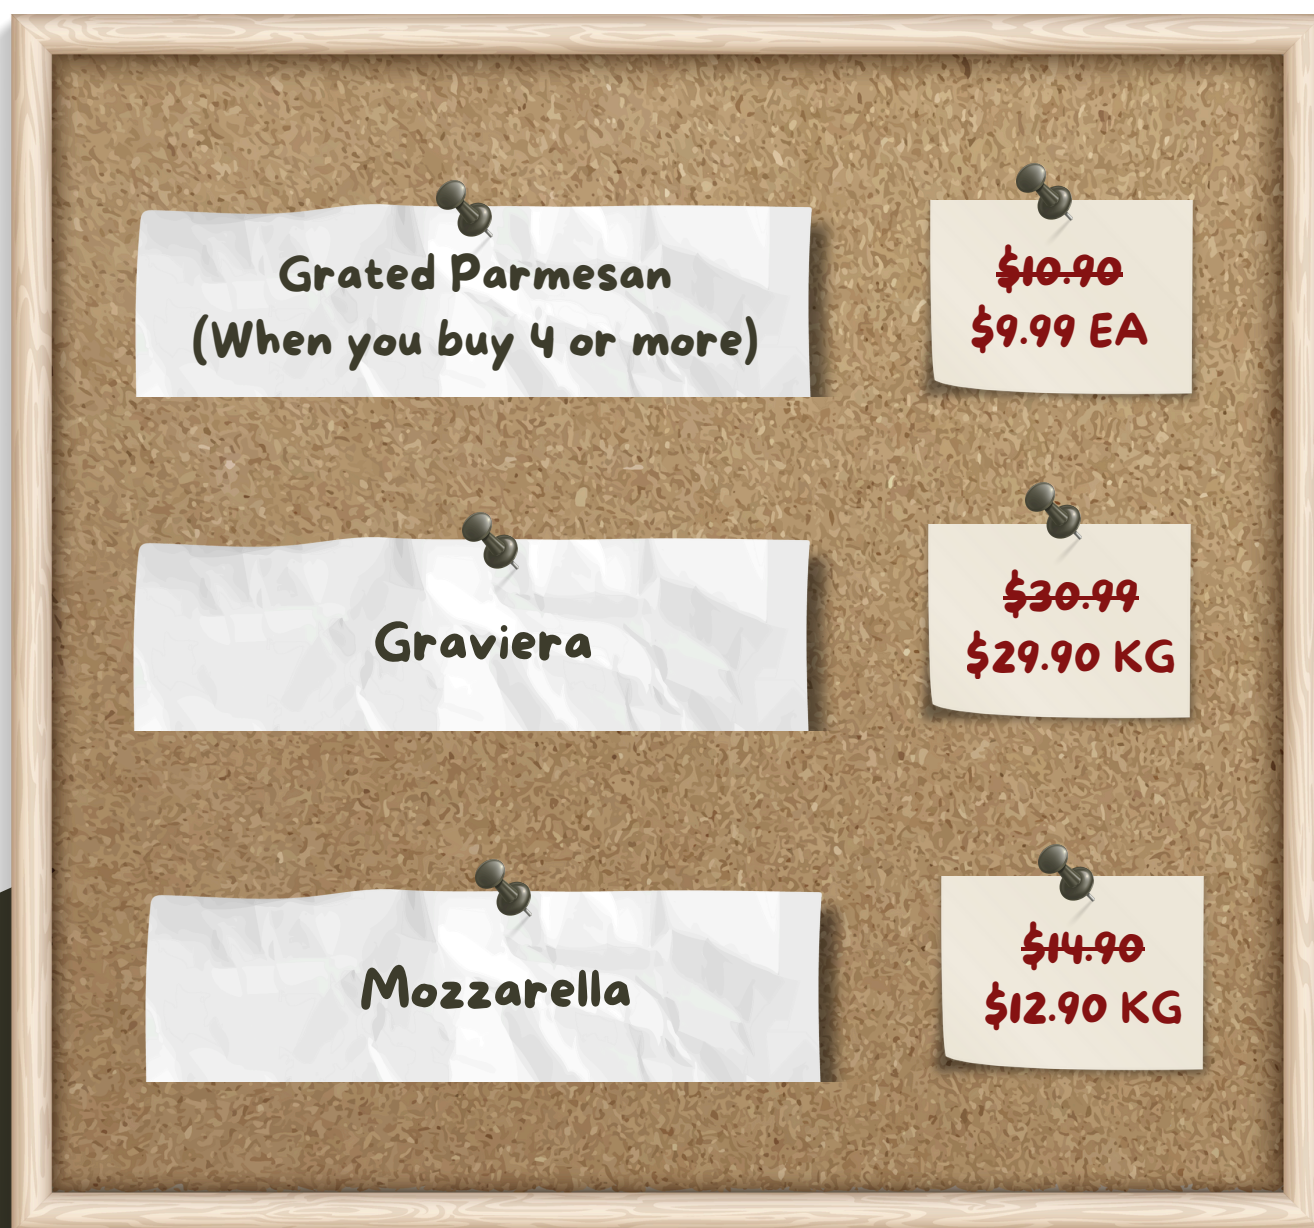 Grated Parmesan
(When you buy 4 or more)
$10.90
$9.99 EA
Graviera
$30.99
$29.90 KG
Mozzarella
$14.90
$12.90 KG